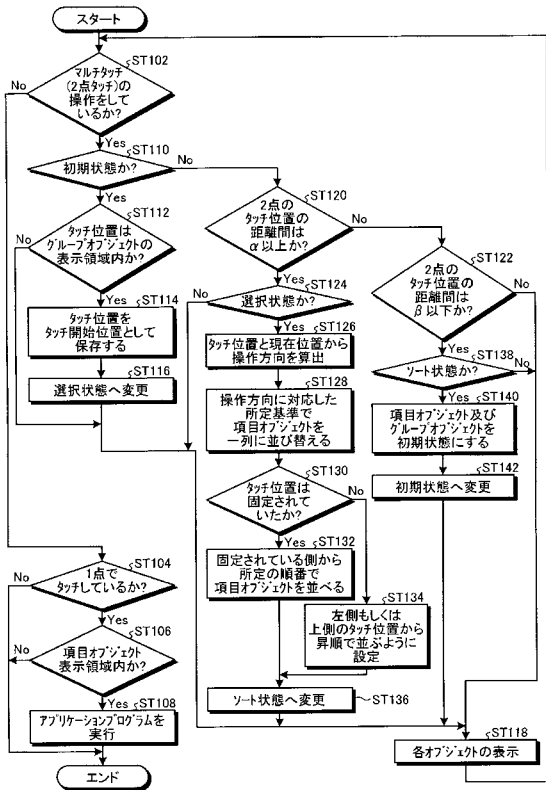 スタート
ST102
マルチタッチ
(2点タッチ)の
操作をして
いるか?
No
Yes
ST110
初期状態か?
No
Yes
ST112
タッチ位置は
グループオブジェクトの
表示領域内か?
No
Yes
ST114
タッチ位置を
タッチ開始位置として
保存する
ST116
選択状態へ変更
ST104
1点で
タッチしているか?
No
Yes
ST106
項目オブジェクト
表示領域内か?
No
Yes
ST108
アプリケーションプログラムを
実行
エンド
ST120
2点の
タッチ位置の
距離間は
α以上か?
No
Yes
ST124
選択状態か?
No
Yes
ST126
タッチ位置と現在位置から
操作方向を算出
ST128
操作方向に対応した
所定基準で
項目オブジェクトを
一列に並び替える
ST130
タッチ位置は
固定されて
いたか?
No
Yes
ST132
固定されている側から
所定の順番で
項目オブジェクトを並べる
ST134
左側もしくは
上側のタッチ位置から
昇順で並ぶように
設定
ソート状態へ変更
ST136
ST122
2点の
タッチ位置の
距離間は
β以下か?
No
Yes
ST138
ソート状態か?
No
Yes
ST140
項目オブジェクト及び
グループオブジェクトを
初期状態にする
ST142
初期状態へ変更
ST118
各オブジェクトの表示